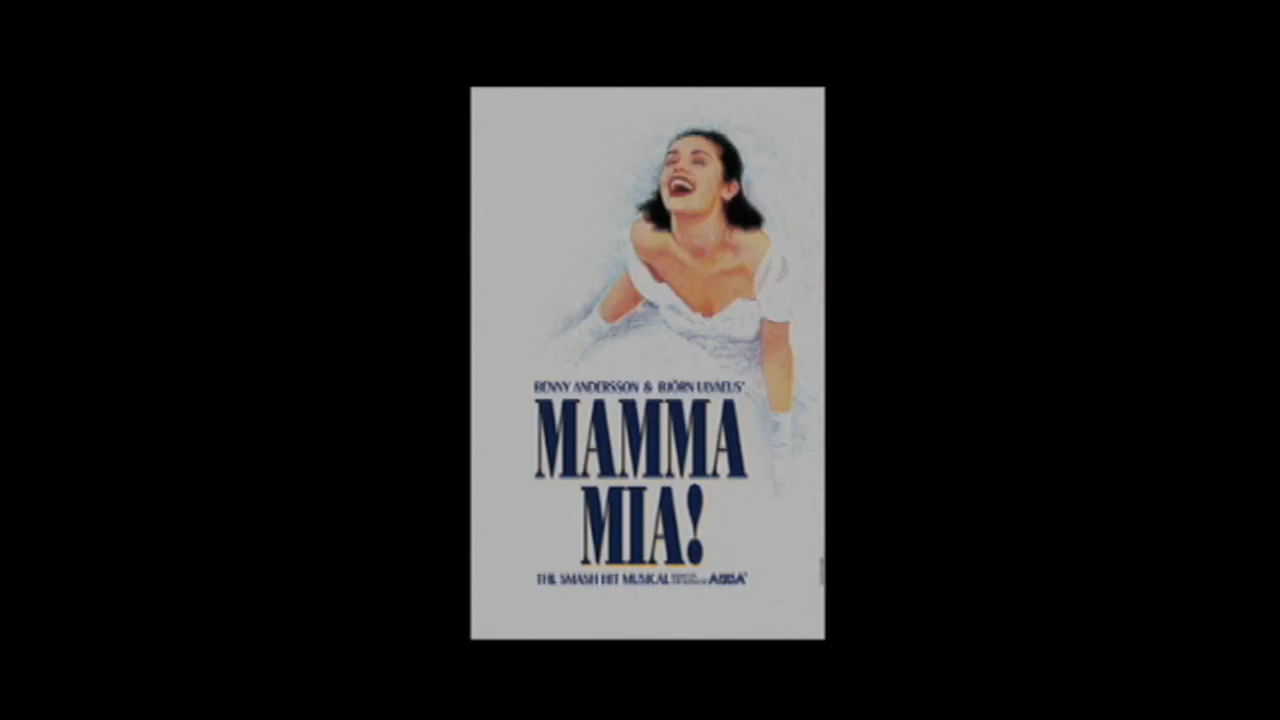 BENNY ANDERSSON & BJÖRN ULVAEUS'
MAMMA
MIA!
THE SMASH HIT MUSICAL ABBA®